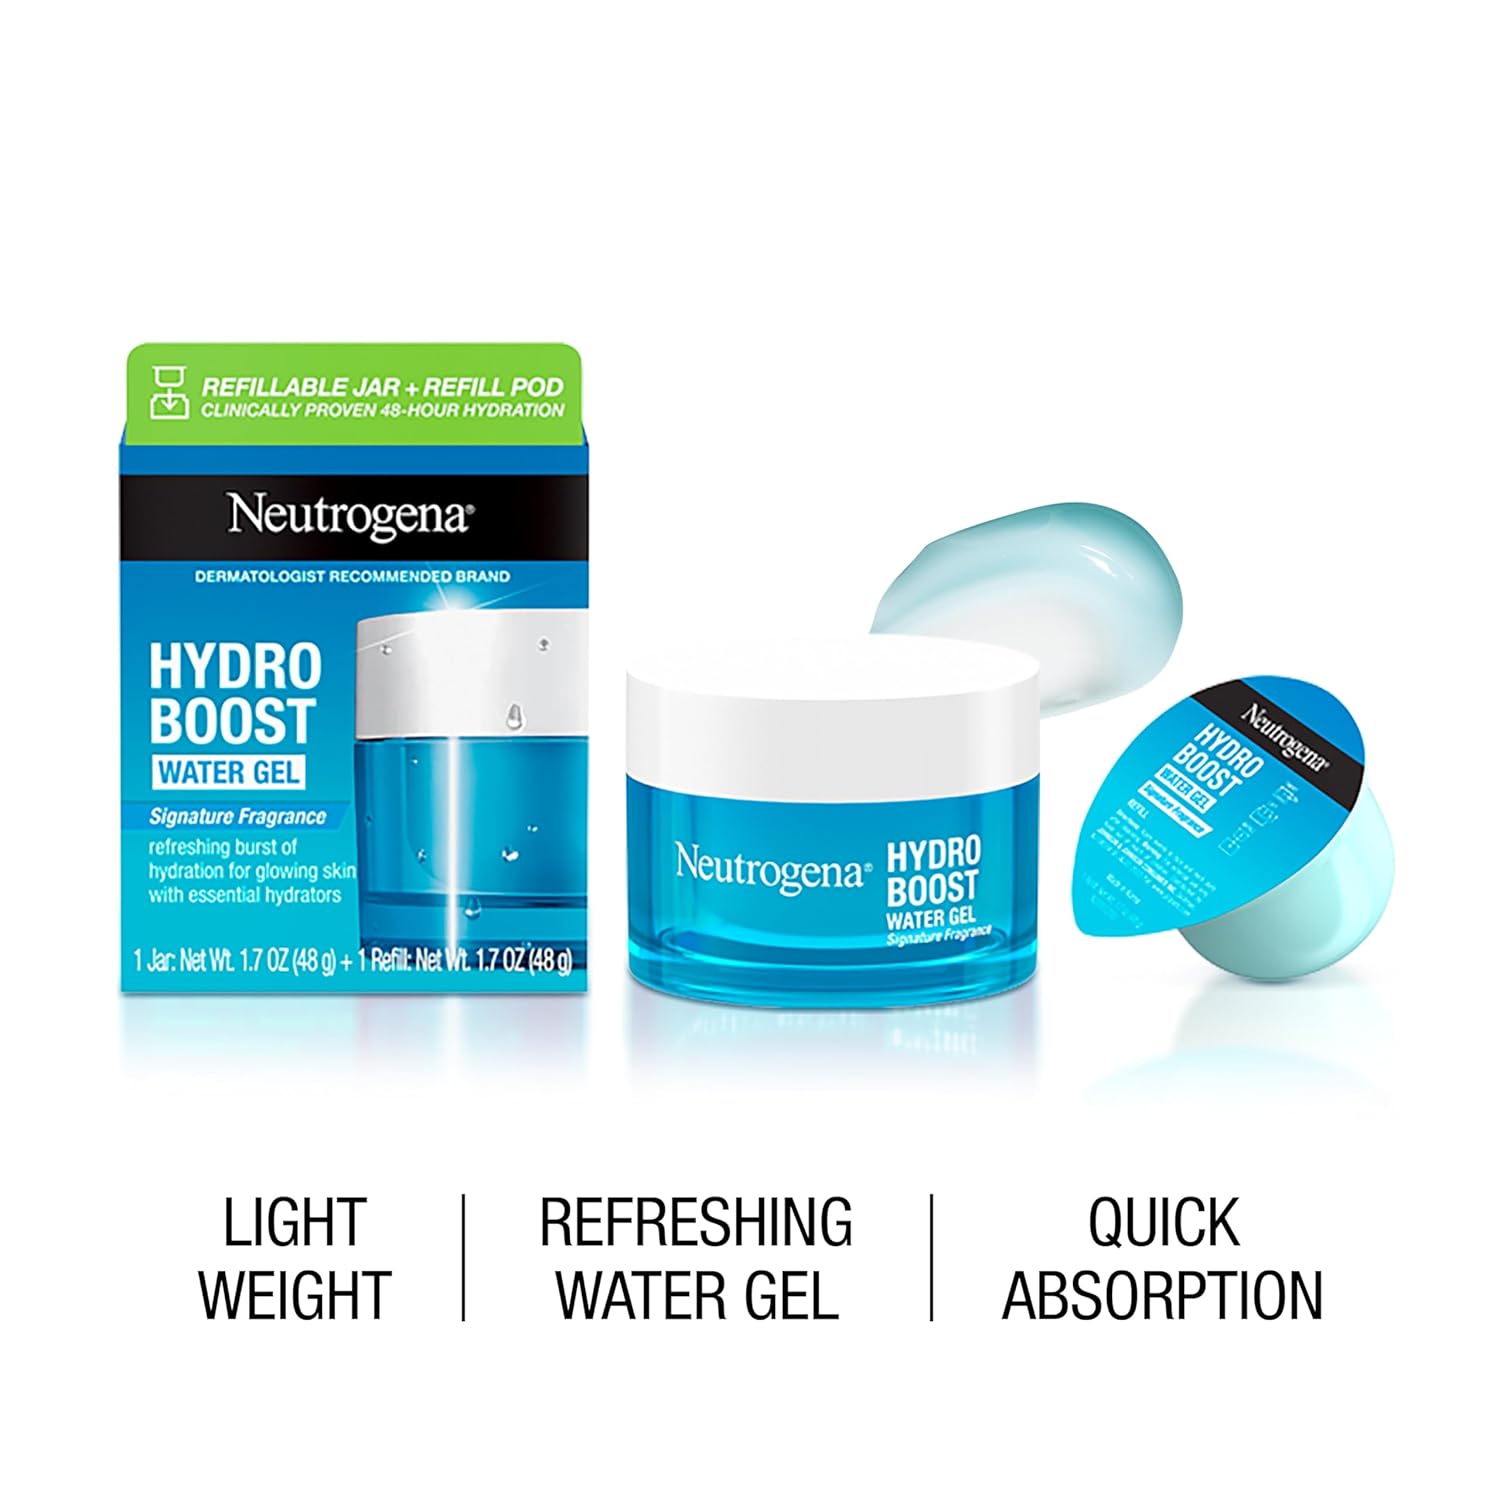 REFILLABLE JAR + REFILL POD
CLINICALLY PROVEN 48-HOUR HYDRATION
Neutrogena®
DERMATOLOGIST RECOMMENDED BRAND
HYDRO
BOOST
WATER GEL
Signature Fragrance
refreshing burst of
hydration for glowing skin
with essential hydrators
1 Jar: Net Wt. 1.7 OZ (48 g) + 1 Refill: Net Wt. 1.7 OZ (48 g)
Neutrogena®
HYDRO
BOOST
WATER GEL
Signature Fragrance
Neutrogena®
HYDRO
BOOST
WATER GEL
Signature Fragrance
REFILL
LIGHT
WEIGHT
REFRESHING
WATER GEL
QUICK
ABSORPTION